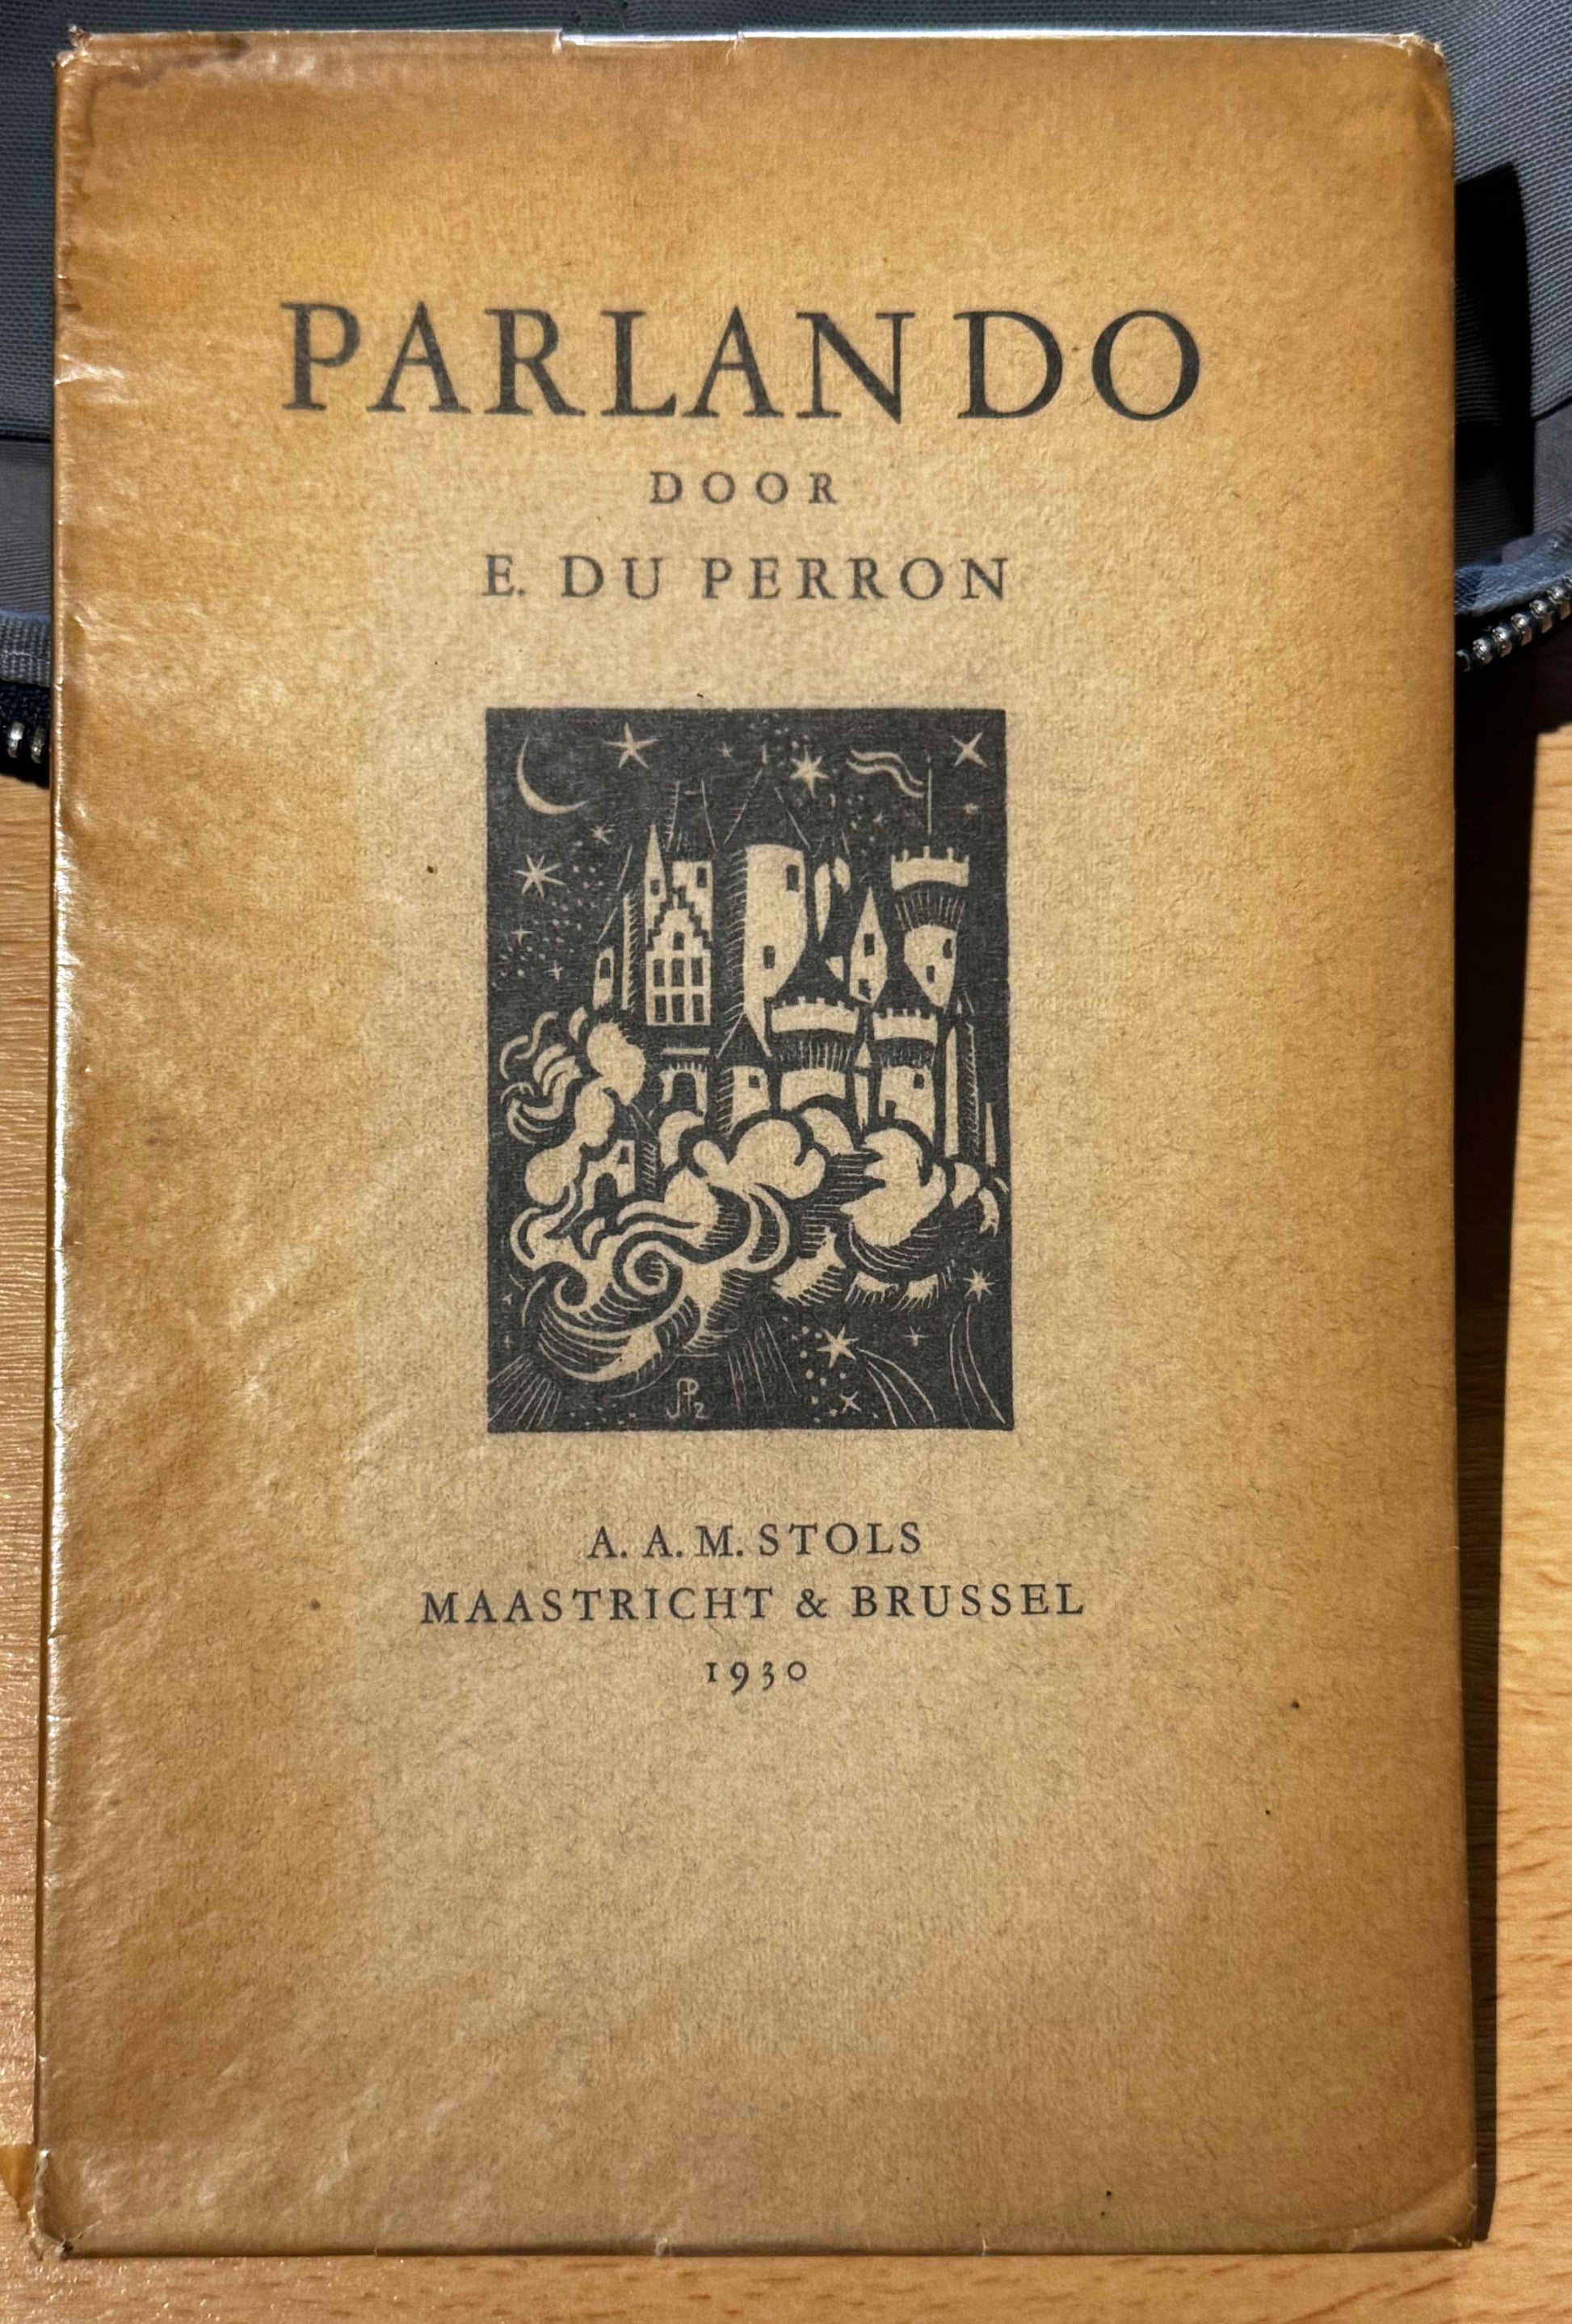 PARLANDO
DOOR
E. DU PERRON
A. A. M. STOLS
MAASTRICHT & BRUSSEL
1930